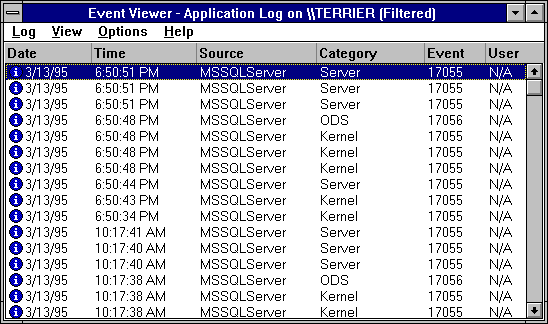 Event Viewer - Application Log on \\TERRIER (Filtered)
Log View Options Help
Date Time Source Category Event User
3/13/95 6:50:51 PM MSSQLServer Server 17055 N/A
3/13/95 6:50:51 PM MSSQLServer Server 17055 N/A
3/13/95 6:50:51 PM MSSQLServer Server 17055 N/A
3/13/95 6:50:48 PM MSSQLServer ODS 17056 N/A
3/13/95 6:50:48 PM MSSQLServer Kernel 17055 N/A
3/13/95 6:50:48 PM MSSQLServer Kernel 17055 N/A
3/13/95 6:50:48 PM MSSQLServer Kernel 17055 N/A
3/13/95 6:50:44 PM MSSQLServer Server 17055 N/A
3/13/95 6:50:43 PM MSSQLServer Kernel 17055 N/A
3/13/95 6:50:34 PM MSSQLServer Kernel 17055 N/A
3/13/95 10:17:41 AM MSSQLServer Server 17055 N/A
3/13/95 10:17:40 AM MSSQLServer Server 17055 N/A
3/13/95 10:17:40 AM MSSQLServer Server 17055 N/A
3/13/95 10:17:38 AM MSSQLServer ODS 17056 N/A
3/13/95 10:17:38 AM MSSQLServer Kernel 17055 N/A
3/13/95 10:17:38 AM MSSQLServer Kernel 17055 N/A